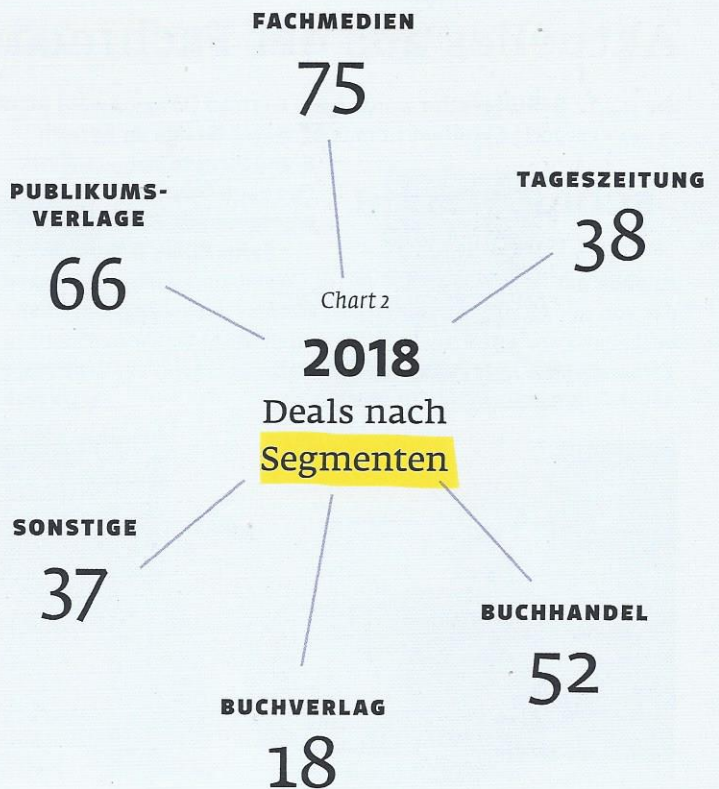 FACHMEDIEN
75
TAGESZEITUNG
38
PUBLIKUMS-
VERLAGE
66
Chart 2
2018
Deals nach
Segmenten
SONSTIGE
37
BUCHHANDEL
52
BUCHVERLAG
18